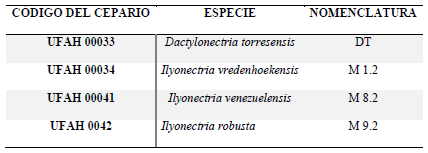 CÓDIGO DEL CEPARIO ESPECIE NOMENCLATURA
UFAH 00033 Dactylonectria torresensis DT
UFAH 00034 Ilyonectria vredenhoekensis M 1.2
UFAH 00041 Ilyonectria venezuelensis M 8.2
UFAH 0042 Ilyonectria robusta M 9.2